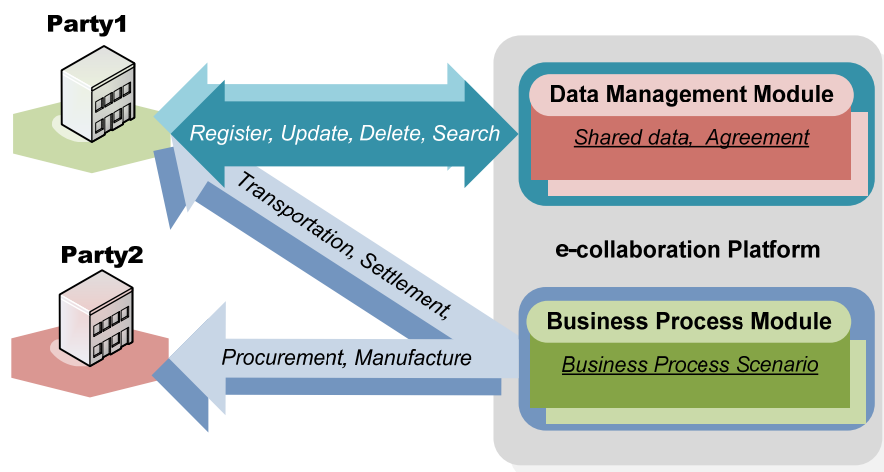 Party1
Data Management Module
Register, Update, Delete, Search
Shared data, Agreement
Transportation, Settlement,
e-collaboration Platform
Party2
Business Process Module
Procurement, Manufacture
Business Process Scenario